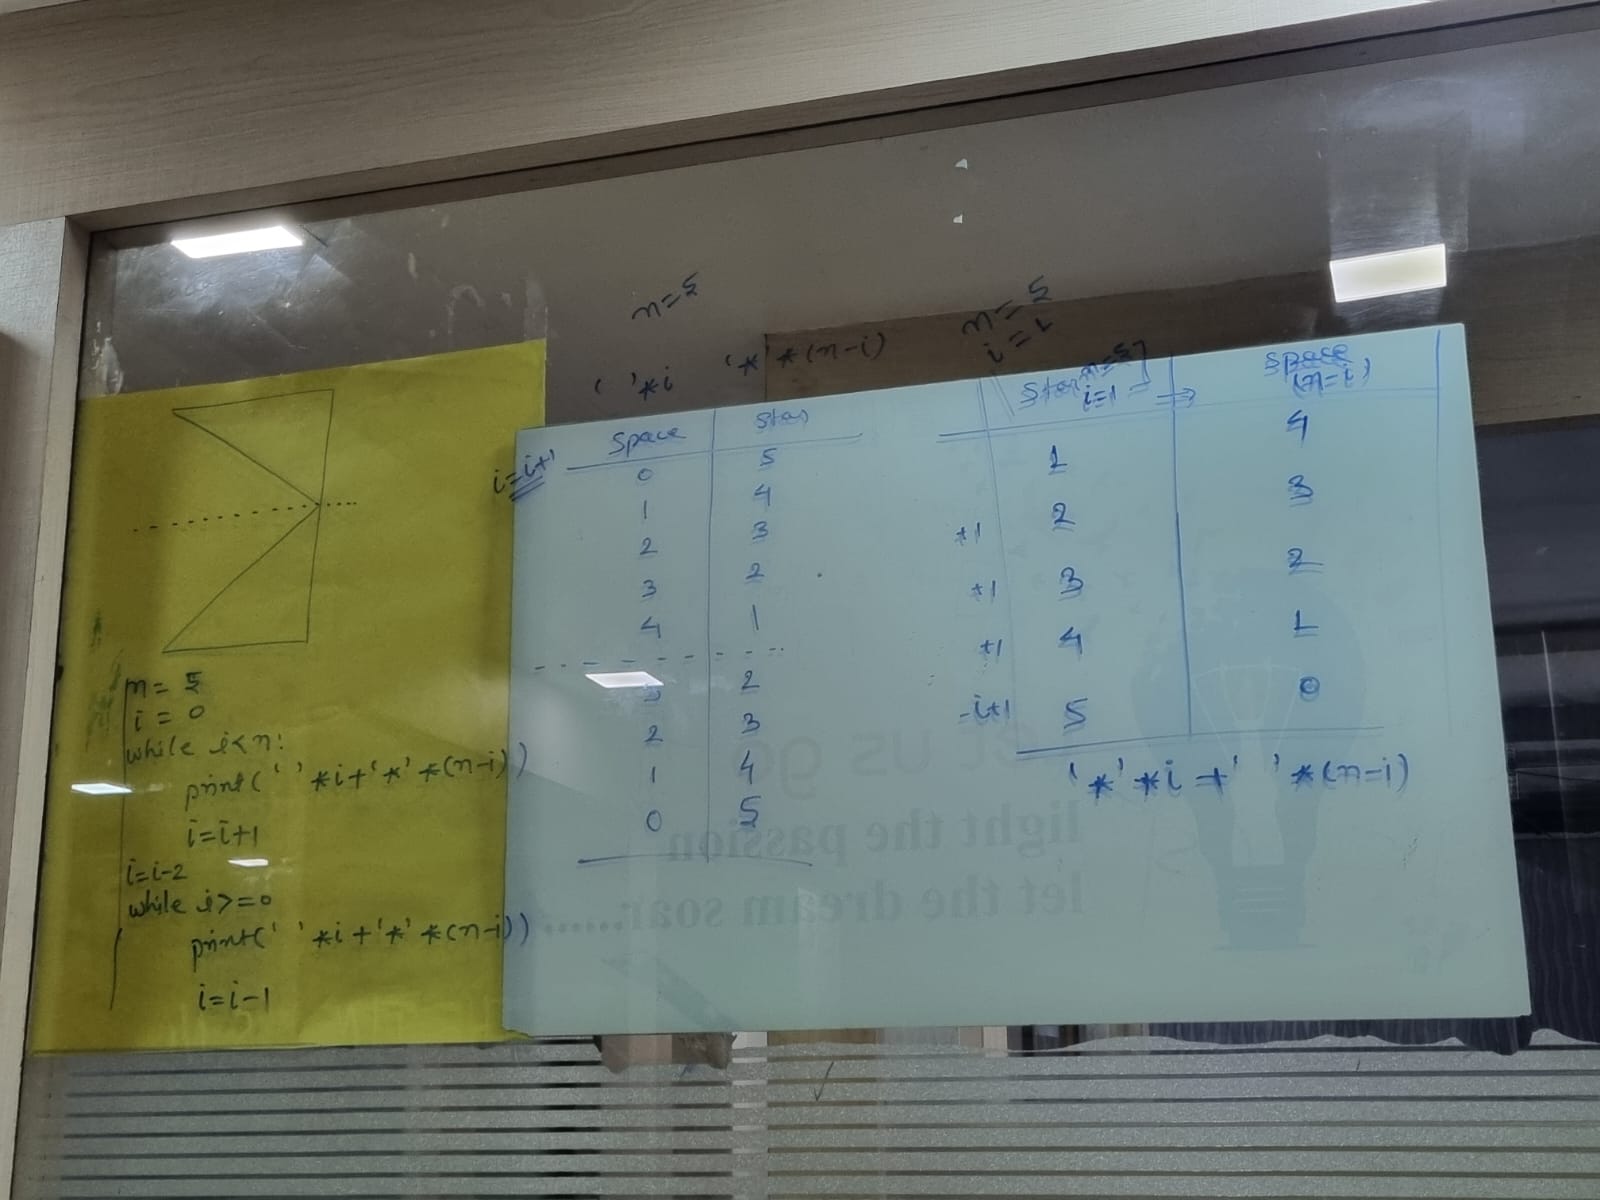 n=5
' '*i '*'*(n-i)
i=i+1
Space Star
0 5
1 4
2 3
3 2
4 1
3 2
2 3
1 4
0 5
n=5
i=1
Star n=5
i=1 ⇒
Space
(n-i)
1 4
+1 2 3
+1 3 2
+1 4 1
-i+1 5 0
'*'*i+' '*(n-i)
n=5
i=0
while i<n:
print(' '*i+'*'*(n-i))
i=i+1
i=i-2
while i>=0
print(' '*i+'*'*(n-i))
i=i-1
et us go
light the passion
let the dream soar......